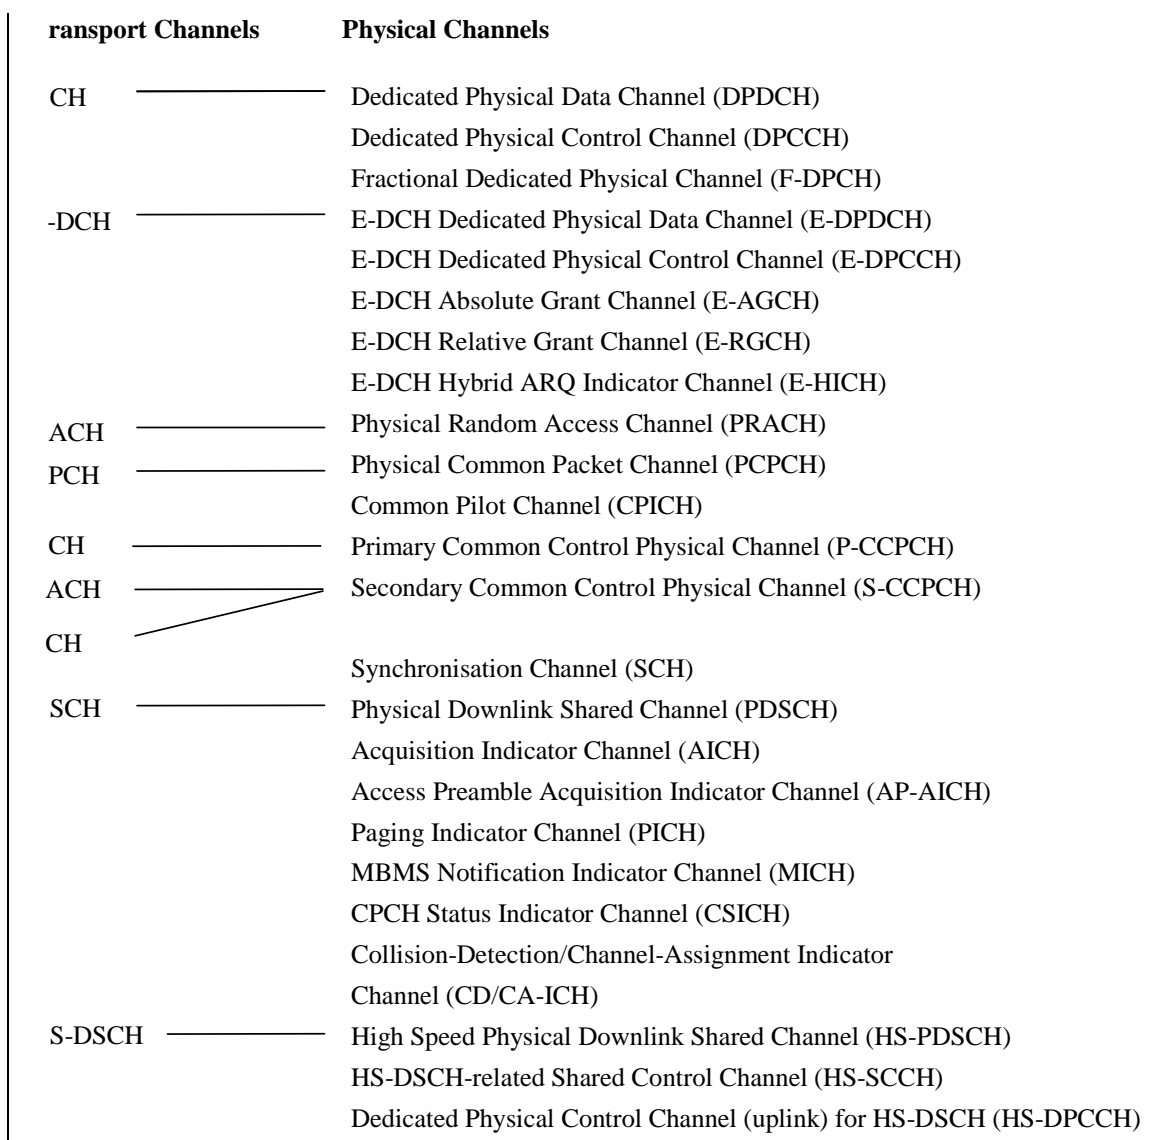 ransport Channels Physical Channels
CH Dedicated Physical Data Channel (DPDCH)
Dedicated Physical Control Channel (DPCCH)
Fractional Dedicated Physical Channel (F-DPCH)
-DCH E-DCH Dedicated Physical Data Channel (E-DPDCH)
E-DCH Dedicated Physical Control Channel (E-DPCCH)
E-DCH Absolute Grant Channel (E-AGCH)
E-DCH Relative Grant Channel (E-RGCH)
E-DCH Hybrid ARQ Indicator Channel (E-HICH)
ACH Physical Random Access Channel (PRACH)
PCH Physical Common Packet Channel (PCPCH)
Common Pilot Channel (CPICH)
CH Primary Common Control Physical Channel (P-CCPCH)
ACH Secondary Common Control Physical Channel (S-CCPCH)
CH
Synchronisation Channel (SCH)
SCH Physical Downlink Shared Channel (PDSCH)
Acquisition Indicator Channel (AICH)
Access Preamble Acquisition Indicator Channel (AP-AICH)
Paging Indicator Channel (PICH)
MBMS Notification Indicator Channel (MICH)
CPCH Status Indicator Channel (CSICH)
Collision-Detection/Channel-Assignment Indicator
Channel (CD/CA-ICH)
S-DSCH High Speed Physical Downlink Shared Channel (HS-PDSCH)
HS-DSCH-related Shared Control Channel (HS-SCCH)
Dedicated Physical Control Channel (uplink) for HS-DSCH (HS-DPCCH)